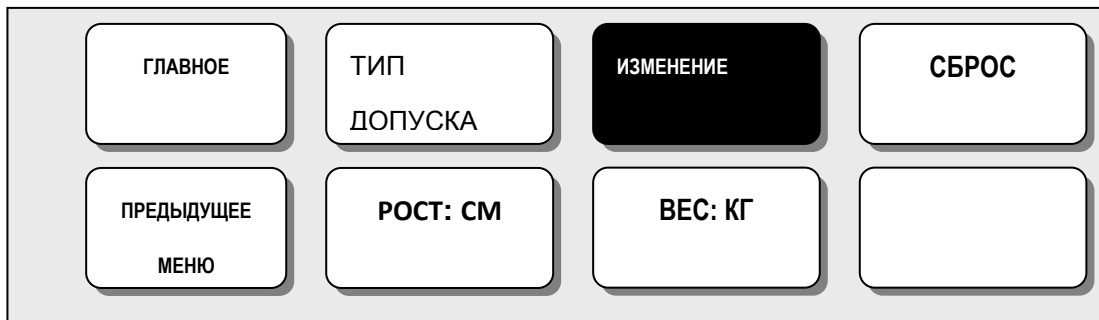 ГЛАВНОЕ
ТИП
ДОПУСКА
ИЗМЕНЕНИЕ
СБРОС
ПРЕДЫДУЩЕЕ
МЕНЮ
РОСТ: СМ
ВЕС: КГ